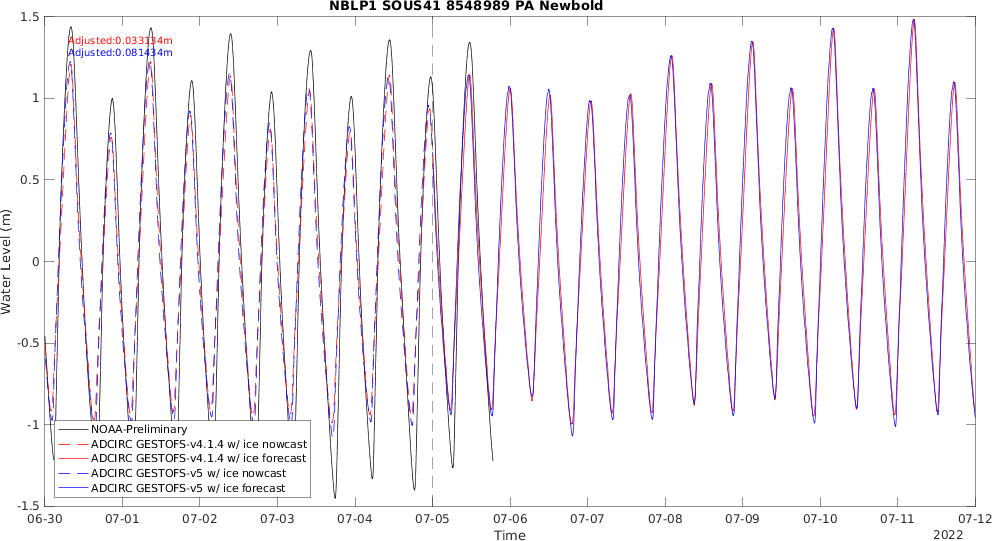 NBLP1 SOUS41 8548989 PA Newbold
Adjusted:0.033134m
Adjusted:0.081434m
Water Level (m)
1.5
1
0.5
0
-0.5
-1
-1.5
NOAA-Preliminary
ADCIRC GESTOFS-v4.1.4 w/ ice nowcast
ADCIRC GESTOFS-v4.1.4 w/ ice forecast
ADCIRC GESTOFS-v5 w/ ice nowcast
ADCIRC GESTOFS-v5 w/ ice forecast
06-30 07-01 07-02 07-03 07-04 07-05 07-06 07-07 07-08 07-09 07-10 07-11 07-12
Time
2022